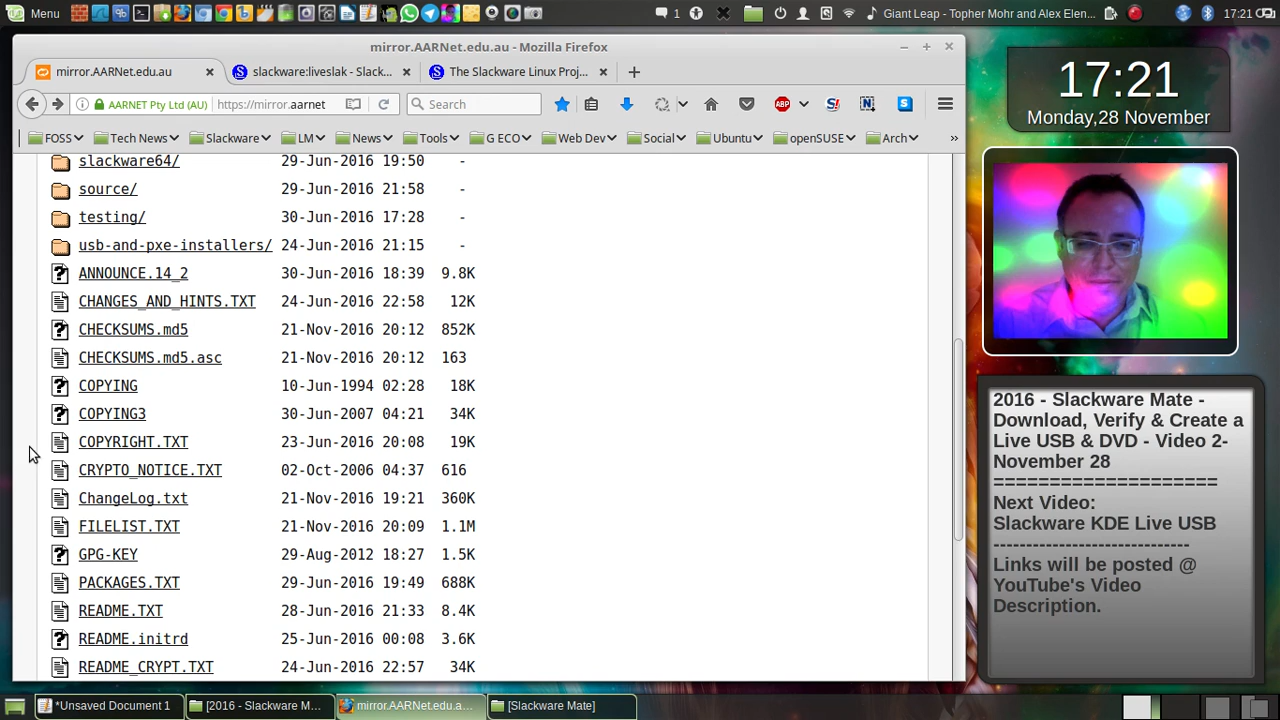 Menu
1
Giant Leap - Topher Mohr and Alex Elen...
17:21
mirror.AARNet.edu.au - Mozilla Firefox
mirror.AARNet.edu.au
slackware:liveslak - Slack...
The Slackware Linux Proj...
AARNET Pty Ltd (AU)
https://mirror.aarnet
Search
ABP
FOSS
Tech News
Slackware
LM
News
Tools
G ECO
Web Dev
Social
Ubuntu
openSUSE
Arch
»
slackware64/ 29-Jun-2016 19:50 -
source/ 29-Jun-2016 21:58 -
testing/ 30-Jun-2016 17:28 -
usb-and-pxe-installers/ 24-Jun-2016 21:15 -
ANNOUNCE.14_2 30-Jun-2016 18:39 9.8K
CHANGES_AND_HINTS.TXT 24-Jun-2016 22:58 12K
CHECKSUMS.md5 21-Nov-2016 20:12 852K
CHECKSUMS.md5.asc 21-Nov-2016 20:12 163
COPYING 10-Jun-1994 02:28 18K
COPYING3 30-Jun-2007 04:21 34K
COPYRIGHT.TXT 23-Jun-2016 20:08 19K
CRYPTO_NOTICE.TXT 02-Oct-2006 04:37 616
ChangeLog.txt 21-Nov-2016 19:21 360K
FILELIST.TXT 21-Nov-2016 20:09 1.1M
GPG-KEY 29-Aug-2012 18:27 1.5K
PACKAGES.TXT 29-Jun-2016 19:49 688K
README.TXT 28-Jun-2016 21:33 8.4K
README.initrd 25-Jun-2016 00:08 3.6K
README_CRYPT.TXT 24-Jun-2016 22:57 34K
17:21
Monday,28 November
2016 - Slackware Mate -
Download, Verify & Create a
Live USB & DVD - Video 2-
November 28
=====================
Next Video:
Slackware KDE Live USB
----------------------------
Links will be posted @
YouTube's Video
Description.
*Unsaved Document 1
[2016 - Slackware M...
mirror.AARNet.edu.a...
[Slackware Mate]